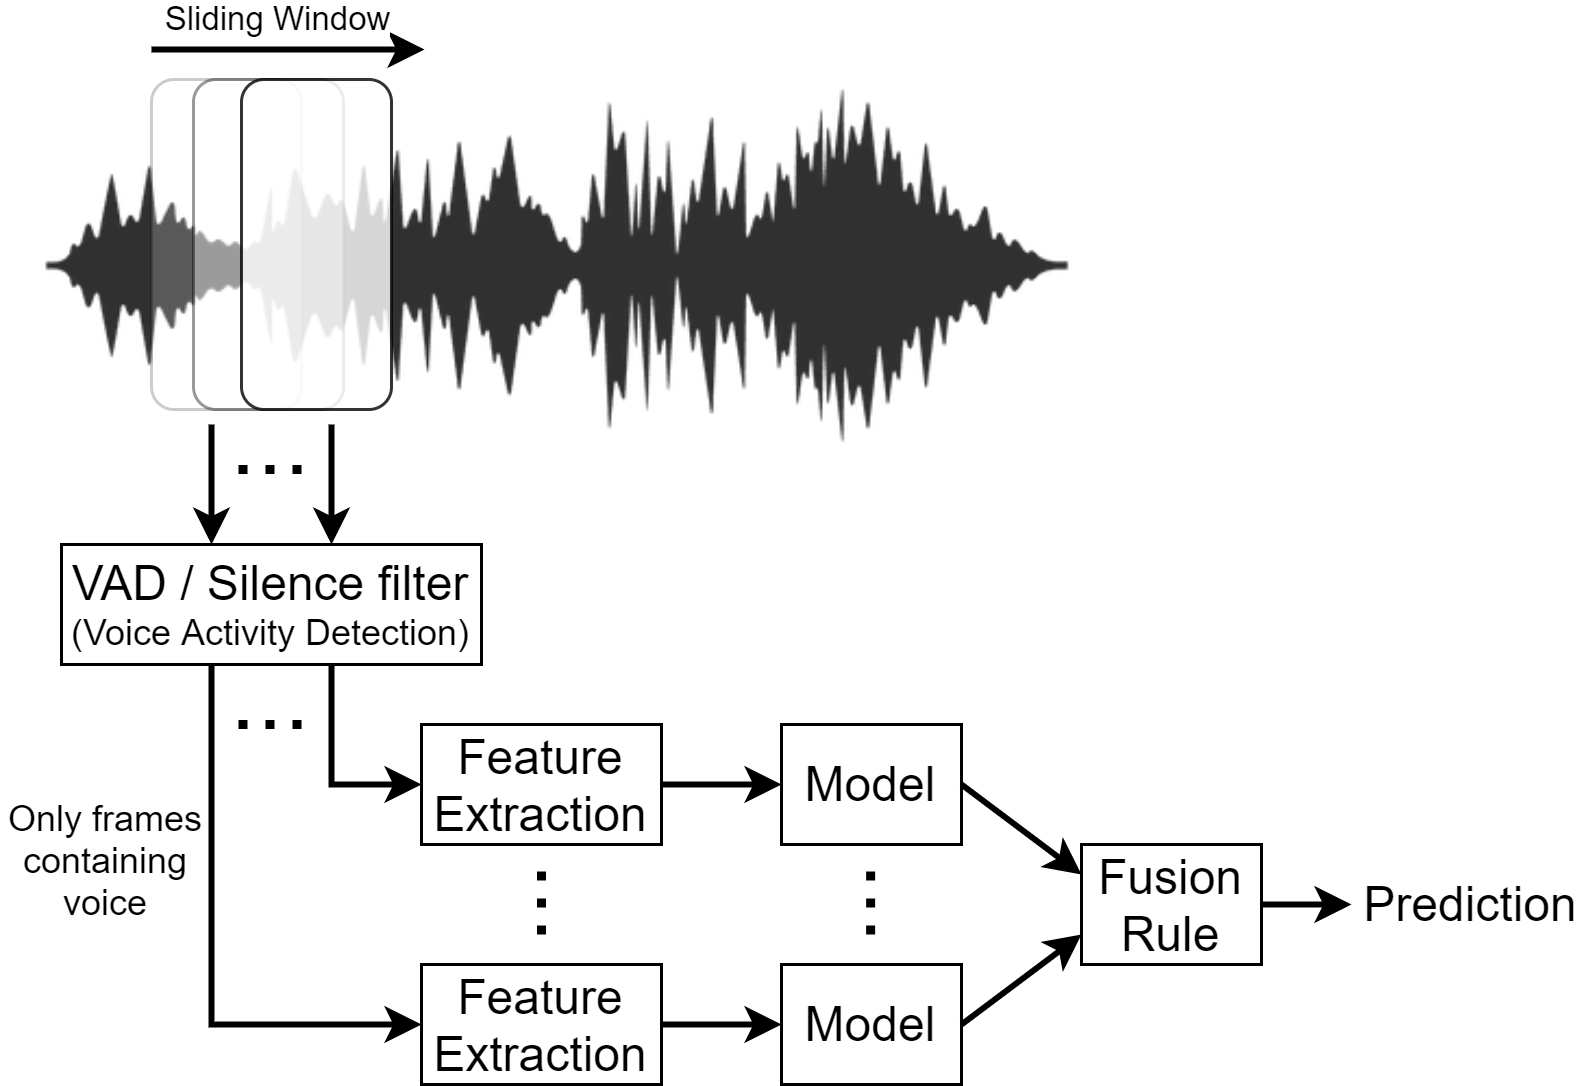 Sliding Window
VAD / Silence filter
(Voice Activity Detection)
Feature
Extraction
Model
Only frames
containing
voice
Fusion
Rule
Prediction
Feature
Extraction
Model